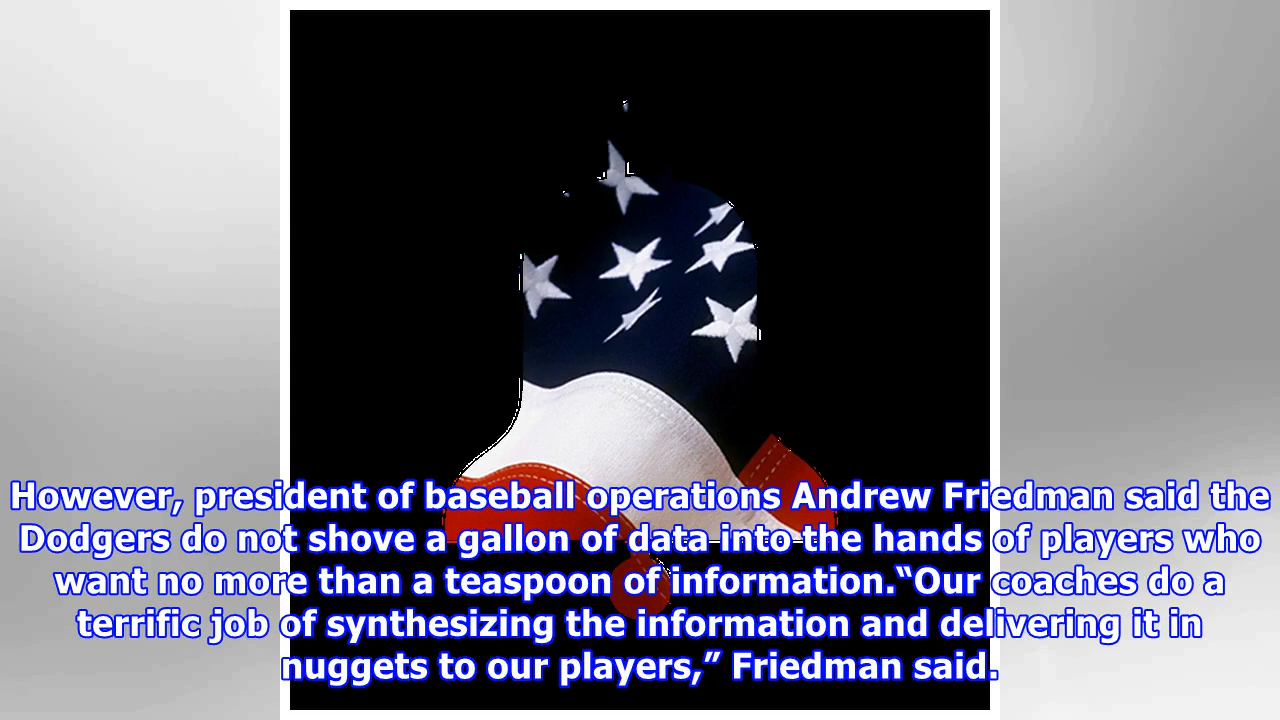 However, president of baseball operations Andrew Friedman said the
Dodgers do not shove a gallon of data into the hands of players who
want no more than a teaspoon of information.“Our coaches do a
terrific job of synthesizing the information and delivering it in
nuggets to our players,” Friedman said.